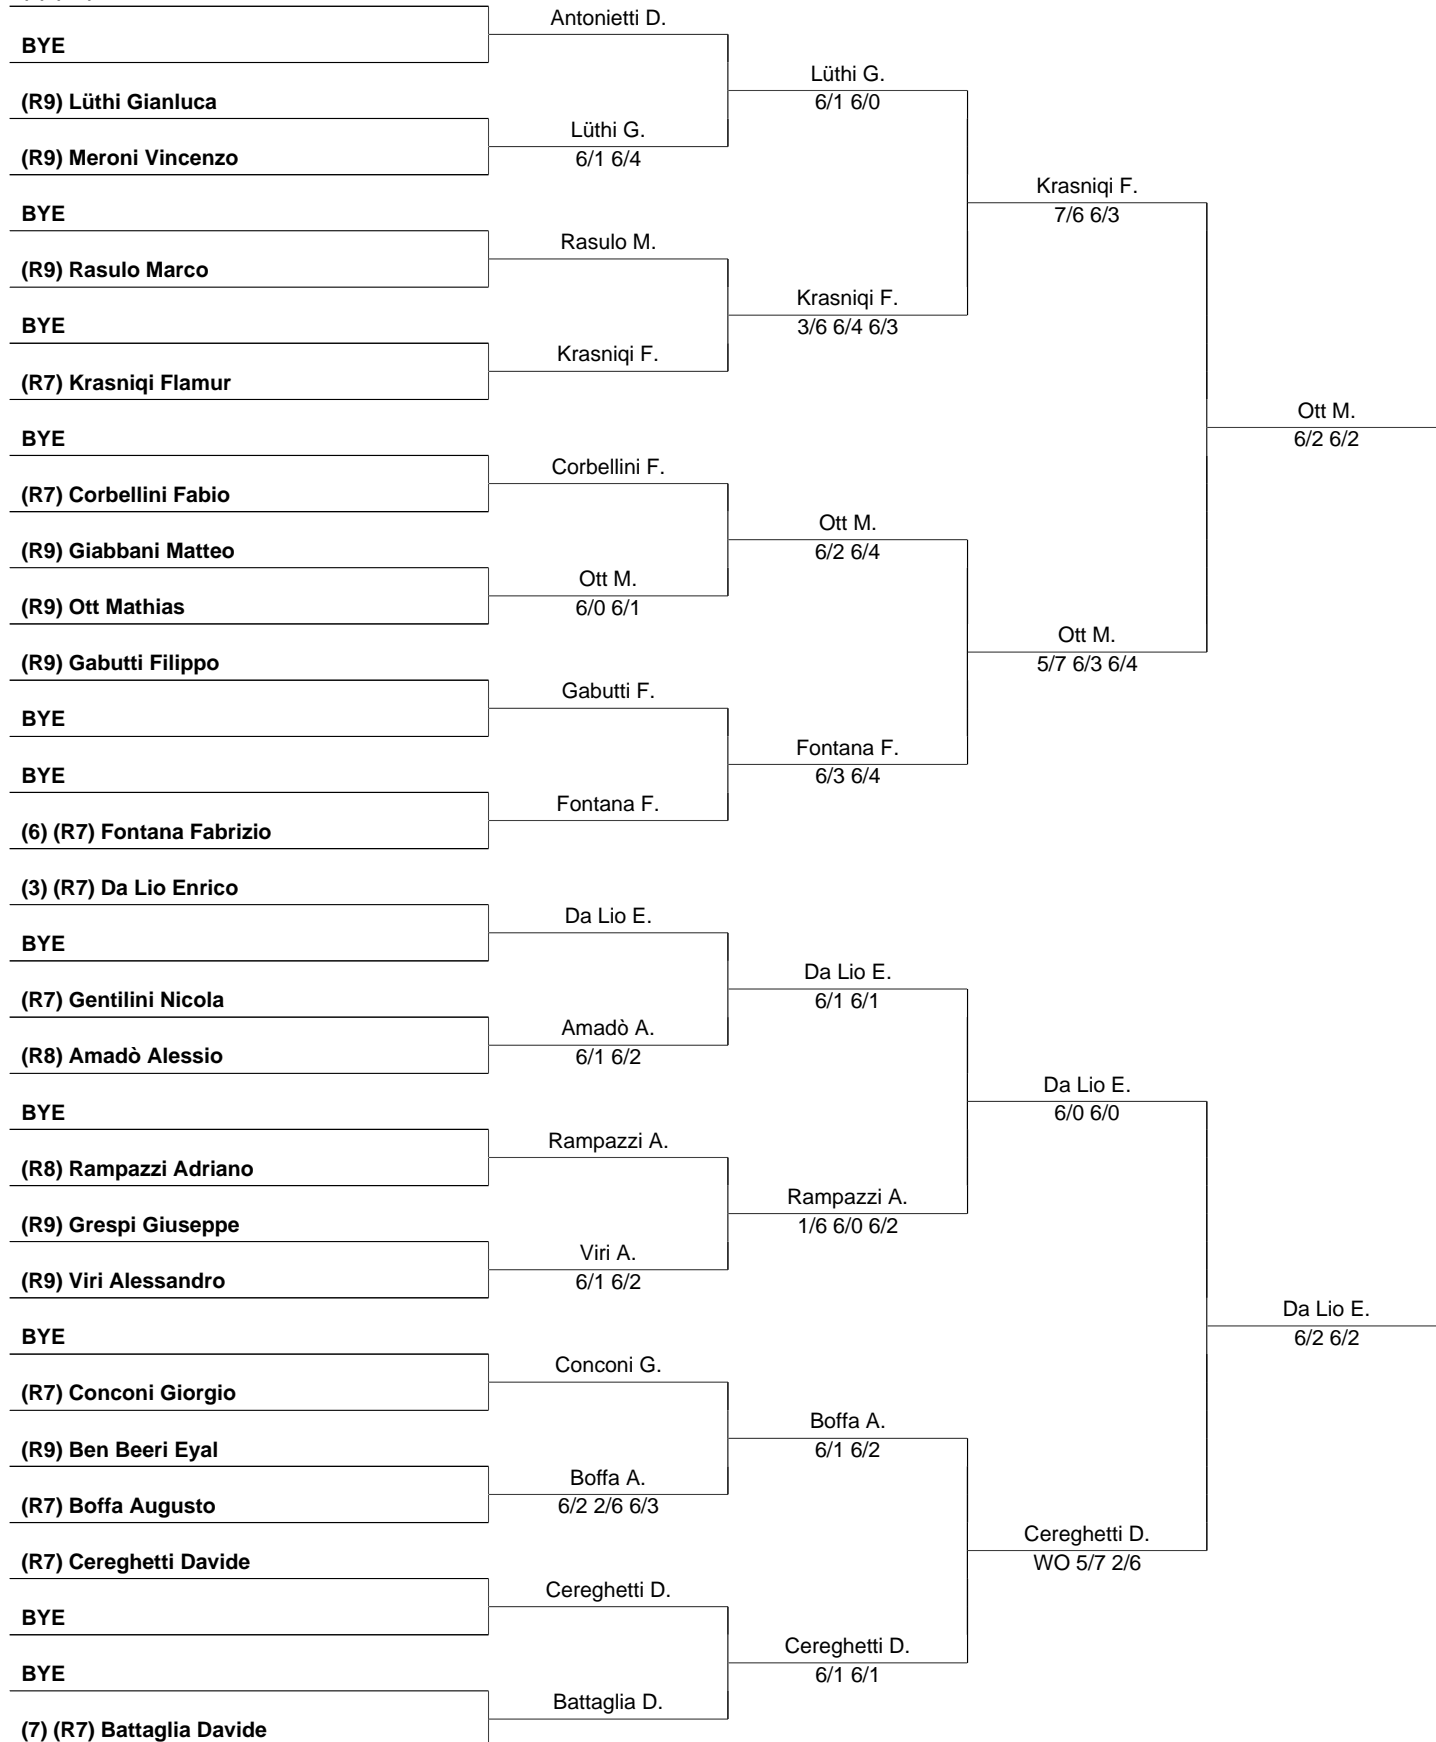 BYE
(R9) Lüthi Gianluca
(R9) Meroni Vincenzo
BYE
(R9) Rasulo Marco
BYE
(R7) Krasniqi Flamur
BYE
(R7) Corbellini Fabio
(R9) Giabbani Matteo
(R9) Ott Mathias
(R9) Gabutti Filippo
BYE
BYE
(6) (R7) Fontana Fabrizio
(3) (R7) Da Lio Enrico
BYE
(R7) Gentilini Nicola
(R8) Amadò Alessio
BYE
(R8) Rampazzi Adriano
(R9) Grespi Giuseppe
(R9) Viri Alessandro
BYE
(R7) Conconi Giorgio
(R9) Ben Beeri Eyal
(R7) Boffa Augusto
(R7) Cereghetti Davide
BYE
BYE
(7) (R7) Battaglia Davide
Antonietti D.
Lüthi G.
6/1 6/4
Rasulo M.
Krasniqi F.
Corbellini F.
Ott M.
6/0 6/1
Gabutti F.
Fontana F.
Da Lio E.
Amadò A.
6/1 6/2
Rampazzi A.
Viri A.
6/1 6/2
Conconi G.
Boffa A.
6/2 2/6 6/3
Cereghetti D.
Battaglia D.
Lüthi G.
6/1 6/0
Krasniqi F.
3/6 6/4 6/3
Ott M.
6/2 6/4
Fontana F.
6/3 6/4
Da Lio E.
6/1 6/1
Rampazzi A.
1/6 6/0 6/2
Boffa A.
6/1 6/2
Cereghetti D.
6/1 6/1
Krasniqi F.
7/6 6/3
Ott M.
5/7 6/3 6/4
Da Lio E.
6/0 6/0
Cereghetti D.
WO 5/7 2/6
Ott M.
6/2 6/2
Da Lio E.
6/2 6/2